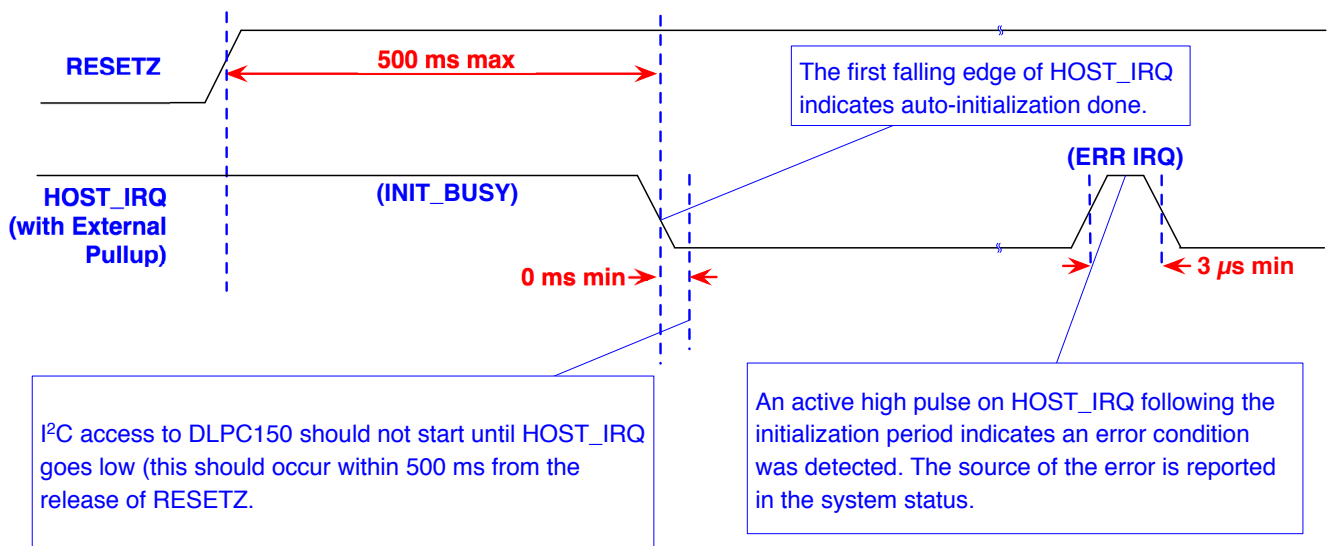 RESETZ
500 ms max
The first falling edge of HOST_IRQ
indicates auto-initialization done.
HOST_IRQ
(with External
Pullup)
(INIT_BUSY)
(ERR IRQ)
0 ms min
3 µs min
I²C access to DLPC150 should not start until HOST_IRQ
goes low (this should occur within 500 ms from the
release of RESETZ.
An active high pulse on HOST_IRQ following the
initialization period indicates an error condition
was detected. The source of the error is reported
in the system status.